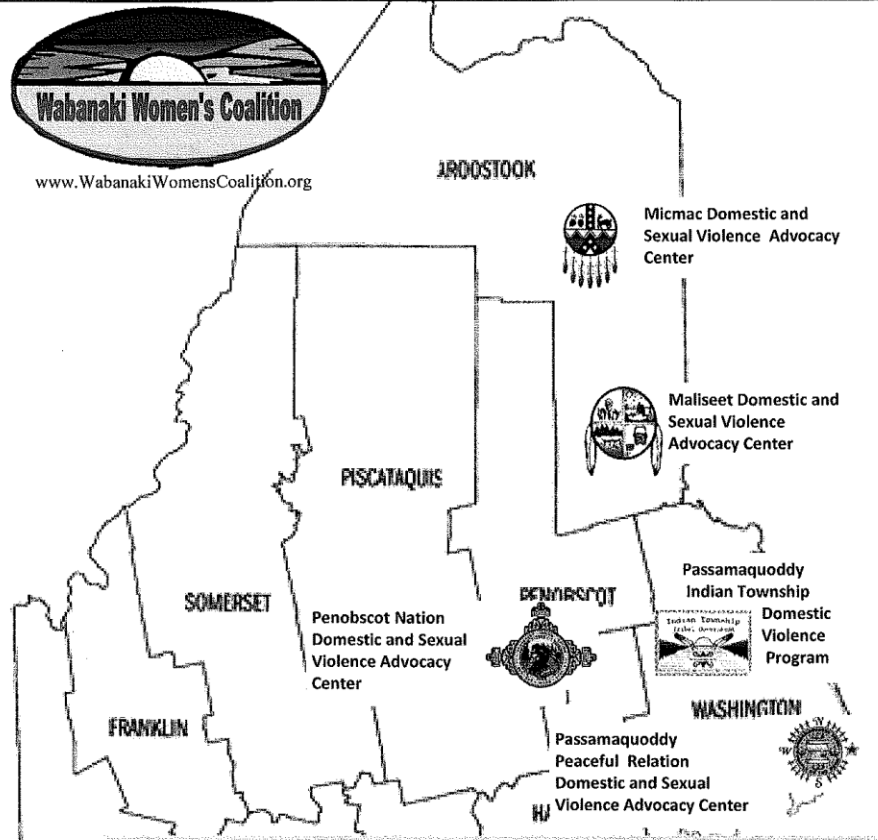 Wabanaki Women's Coalition
www.WabanakiWomensCoalition.org
AROOSTOOK
Micmac Domestic and
Sexual Violence Advocacy
Center
Maliseet Domestic and
Sexual Violence
Advocacy Center
PISCATAQUIS
SOMERSET
PENOBSCOT
Passamaquoddy
Indian Township
Domestic
Violence
Program
Indian Township
Penobscot Nation
Domestic and Sexual
Violence Advocacy
Center
FRANKLIN
WASHINGTON
Passamaquoddy
Peaceful Relation
Domestic and Sexual
Violence Advocacy Center
N
W
S